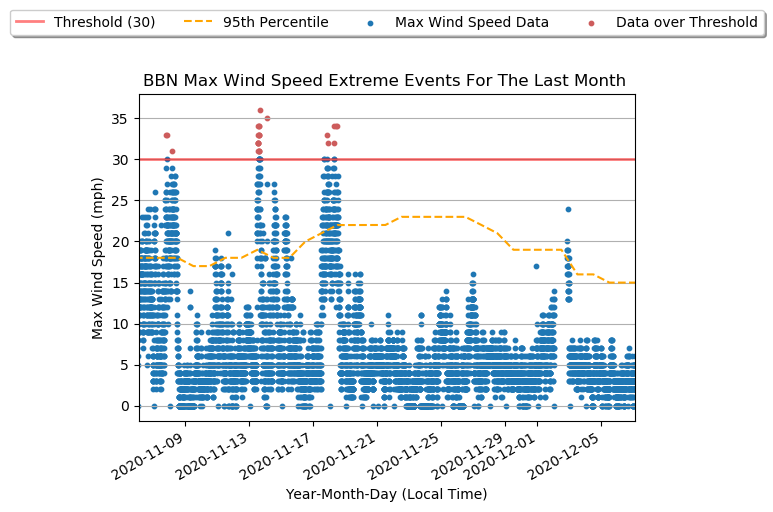 Threshold (30) 95th Percentile Max Wind Speed Data Data over Threshold
BBN Max Wind Speed Extreme Events For The Last Month
Max Wind Speed (mph)
35
30
25
20
15
10
5
0
2020-11-09 2020-11-13 2020-11-17 2020-11-21 2020-11-25 2020-11-29 2020-12-01 2020-12-05
Year-Month-Day (Local Time)